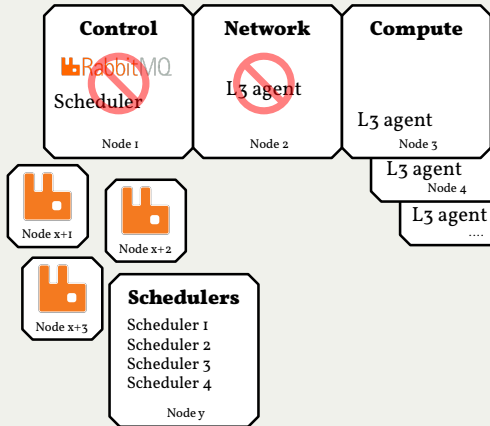 Control
RabbitMQ
Scheduler
Node 1
Network
L3 agent
Node 2
Compute
L3 agent
Node 3
L3 agent
Node 4
L3 agent
....
Node x+1
Node x+2
Node x+3
Schedulers
Scheduler 1
Scheduler 2
Scheduler 3
Scheduler 4
Node y